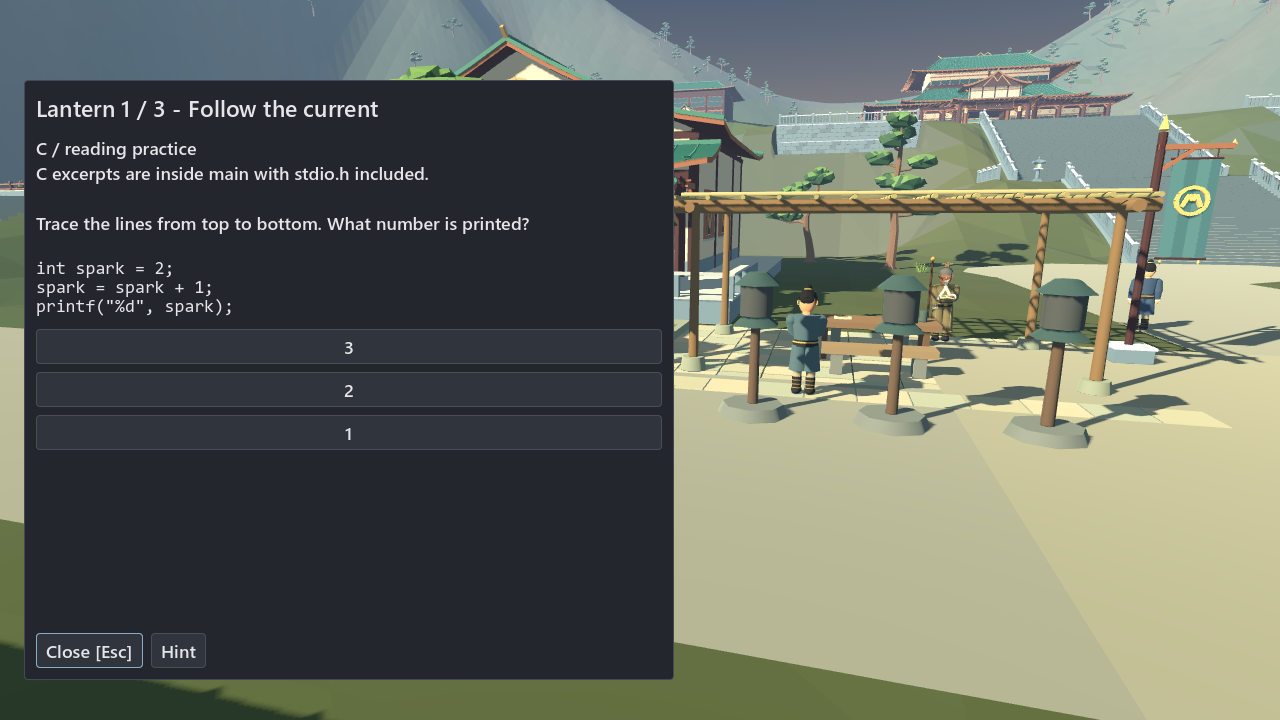 Lantern 1 / 3 - Follow the current
C / reading practice
C excerpts are inside main with stdio.h included.
Trace the lines from top to bottom. What number is printed?
int spark = 2;
spark = spark + 1;
printf("%d", spark);
3
2
1
Close [Esc]
Hint